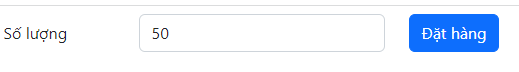 Số lượng 50 Đặt hàng